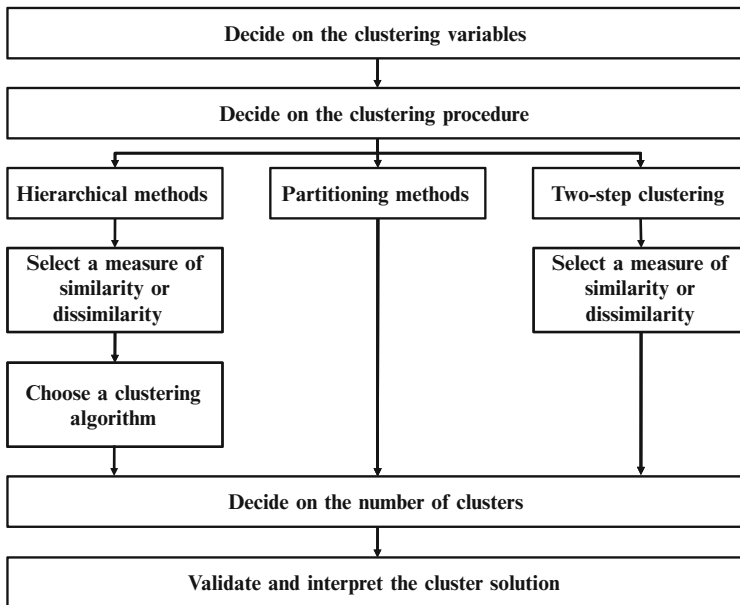 Decide on the clustering variables
Decide on the clustering procedure
Hierarchical methods
Partitioning methods
Two-step clustering
Select a measure of
similarity or
dissimilarity
Select a measure of
similarity or
dissimilarity
Choose a clustering
algorithm
Decide on the number of clusters
Validate and interpret the cluster solution